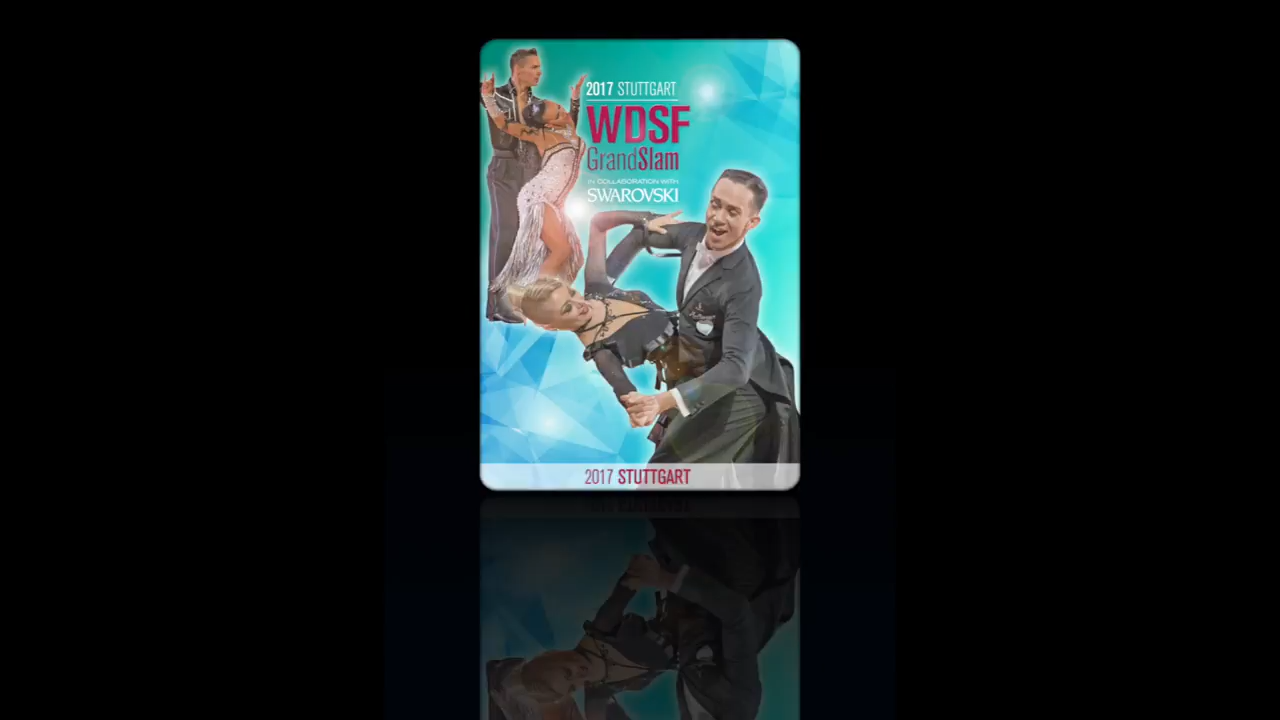 2017 STUTTGART
WDSF
GrandSlam
IN COLLABORATION WITH
SWAROVSKI
2017 STUTTGART